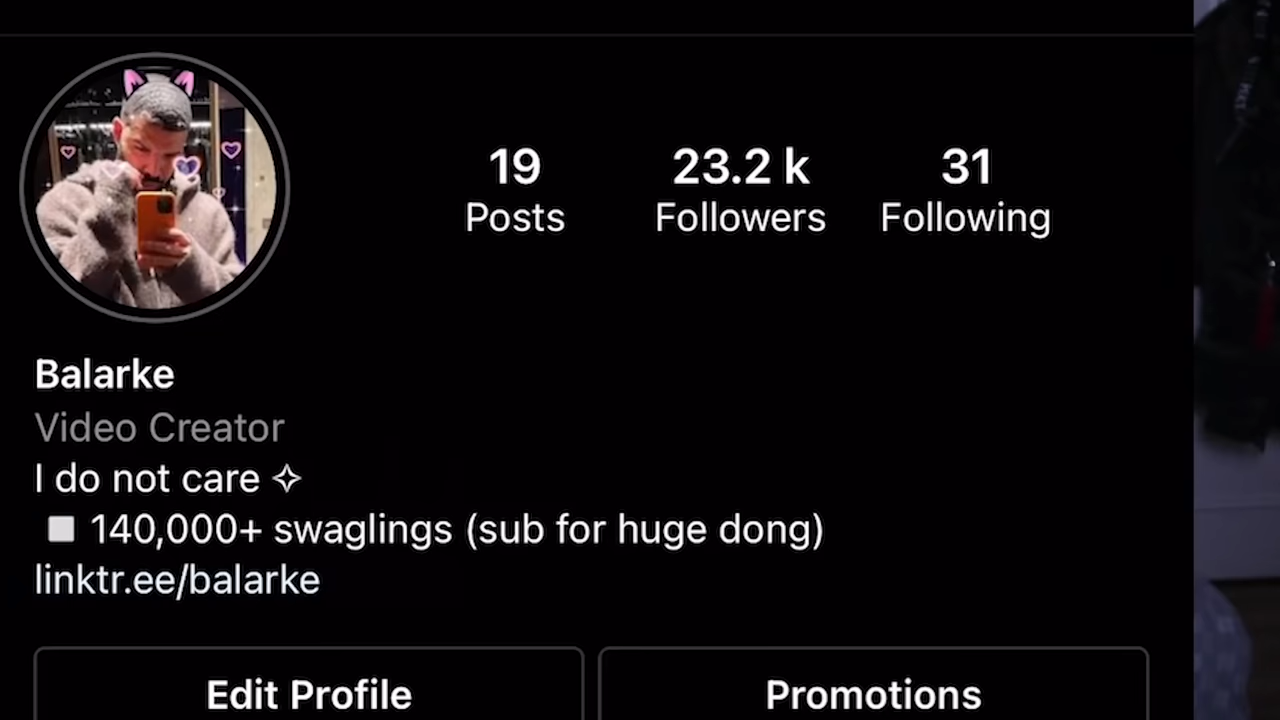 19 23.2 k 31
Posts Followers Following
Balarke
Video Creator
I do not care ✧
◻ 140,000+ swaglings (sub for huge dong)
linktr.ee/balarke
Edit Profile Promotions